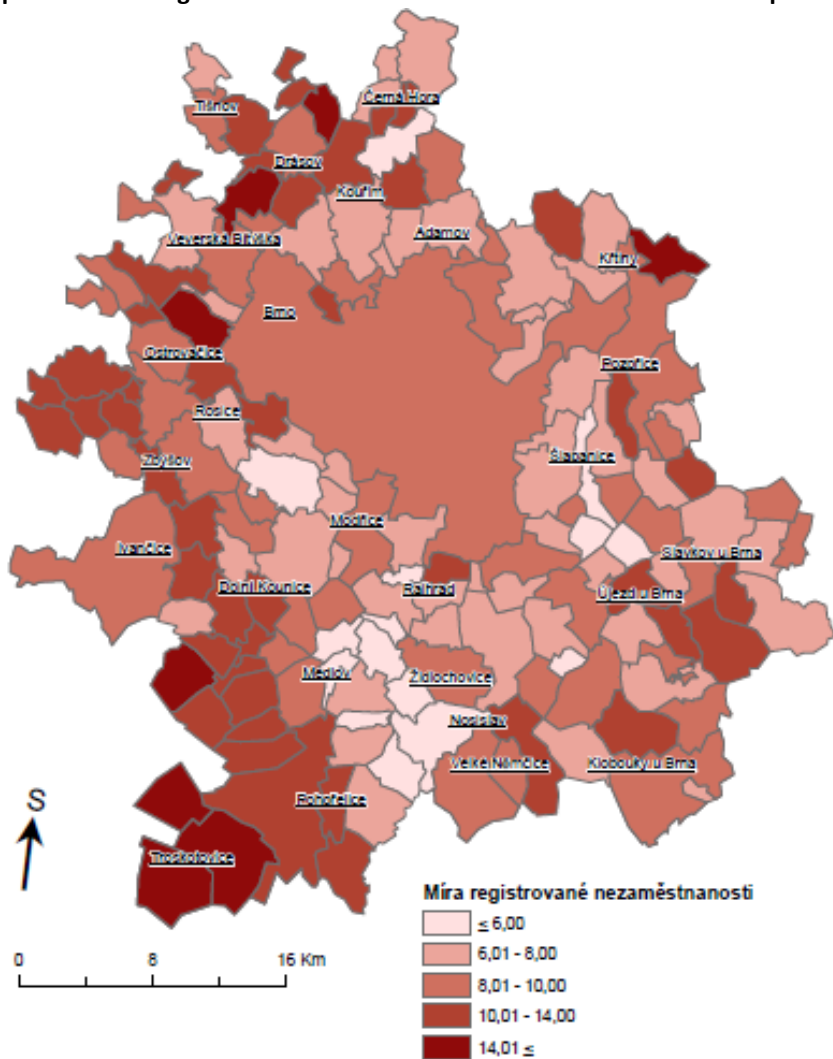 Černá Hora
Tišnov
Drásov
Kouřim
Veverská Bítýška
Adamov
Křtiny
Brno
Ostrovačice
Pozořice
Rosice
Šlapanice
Zbýšov
Modřice
Ivančice
Slavkov u Brna
Dolní Kounice
Rajhrad
Újezd u Brna
Medlov
Židlochovice
Nosislav
Velké Němčice
Klobouky u Brna
Pohořelice
Troskotovice
S
0 8 16 Km
Míra registrované nezaměstnanosti
≤ 6,00
6,01 - 8,00
8,01 - 10,00
10,01 - 14,00
14,01 ≤